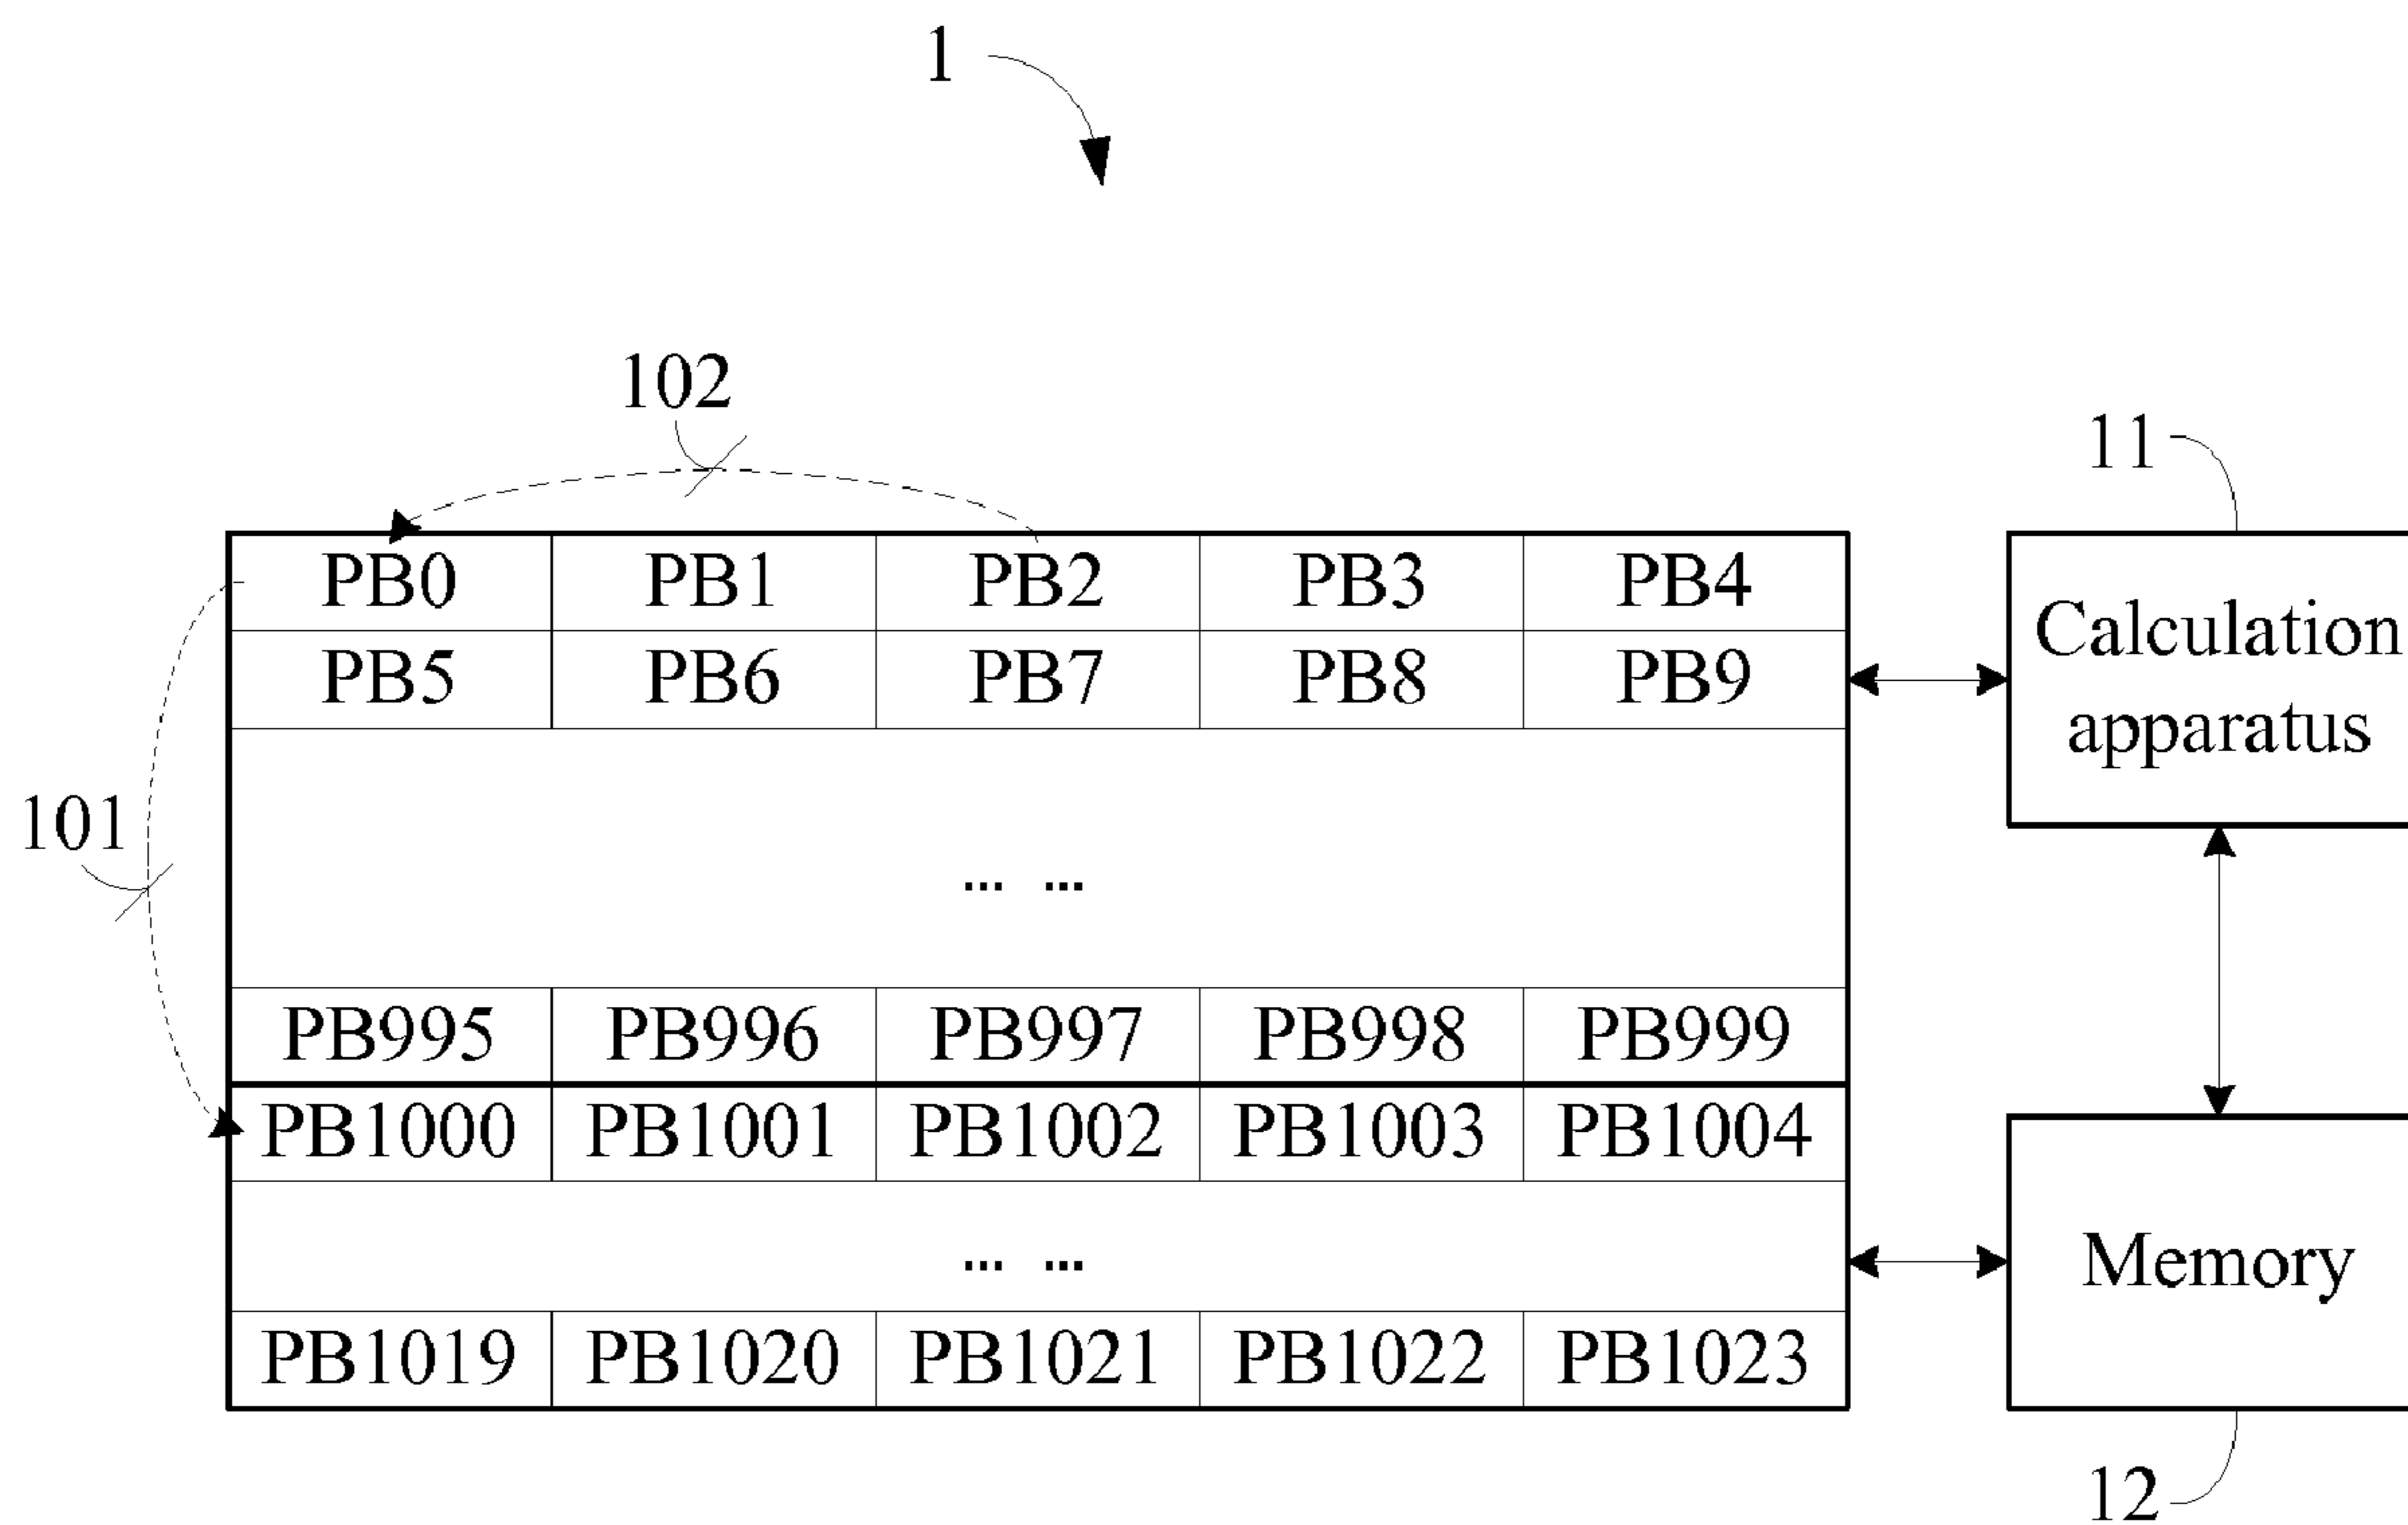 1
102
11
PB0 PB1 PB2 PB3 PB4
PB5 PB6 PB7 PB8 PB9
Calculation
apparatus
101
... ...
PB995 PB996 PB997 PB998 PB999
PB1000 PB1001 PB1002 PB1003 PB1004
... ...
Memory
PB1019 PB1020 PB1021 PB1022 PB1023
12